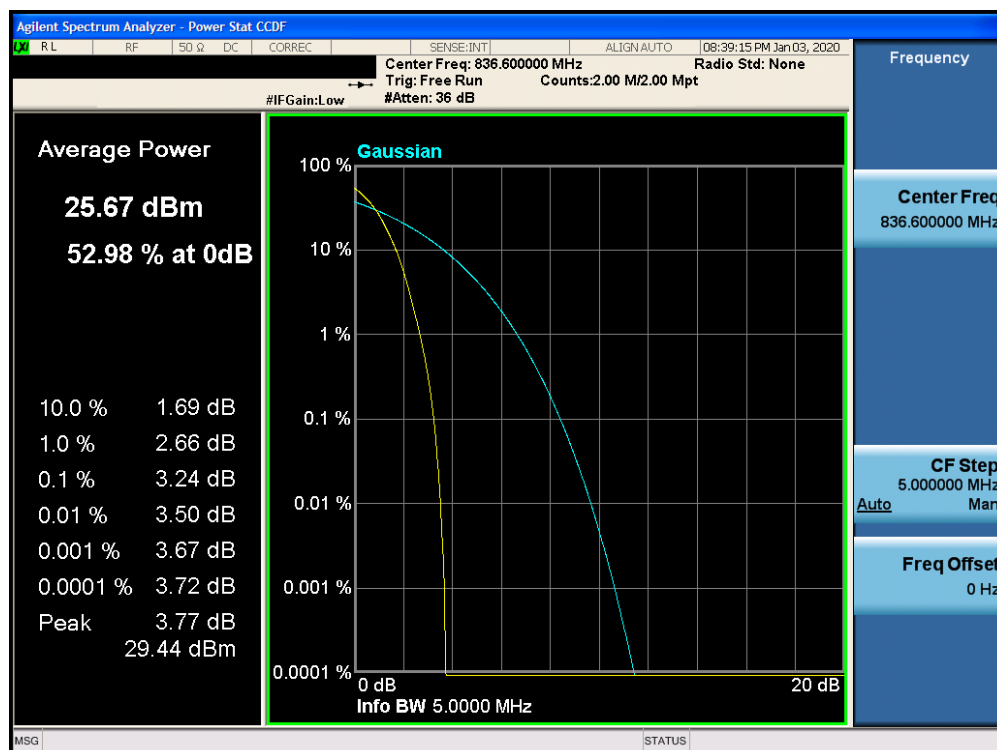 Agilent Spectrum Analyzer - Power Stat CCDF
LXI RL RF 50 Ω DC CORREC SENSE:INT ALIGN AUTO 08:39:15 PM Jan 03, 2020
Center Freq: 836.600000 MHz Radio Std: None
Trig: Free Run Counts:2.00 M/2.00 Mpt
#IFGain:Low #Atten: 36 dB
Average Power
25.67 dBm
52.98 % at 0dB
10.0 % 1.69 dB
1.0 % 2.66 dB
0.1 % 3.24 dB
0.01 % 3.50 dB
0.001 % 3.67 dB
0.0001 % 3.72 dB
Peak 3.77 dB
29.44 dBm
Gaussian
100 %
10 %
1 %
0.1 %
0.01 %
0.001 %
0.0001 %
0 dB 20 dB
Info BW 5.0000 MHz
Frequency
Center Freq
836.600000 MHz
CF Step
5.000000 MHz
Auto Man
Freq Offset
0 Hz
MSG STATUS